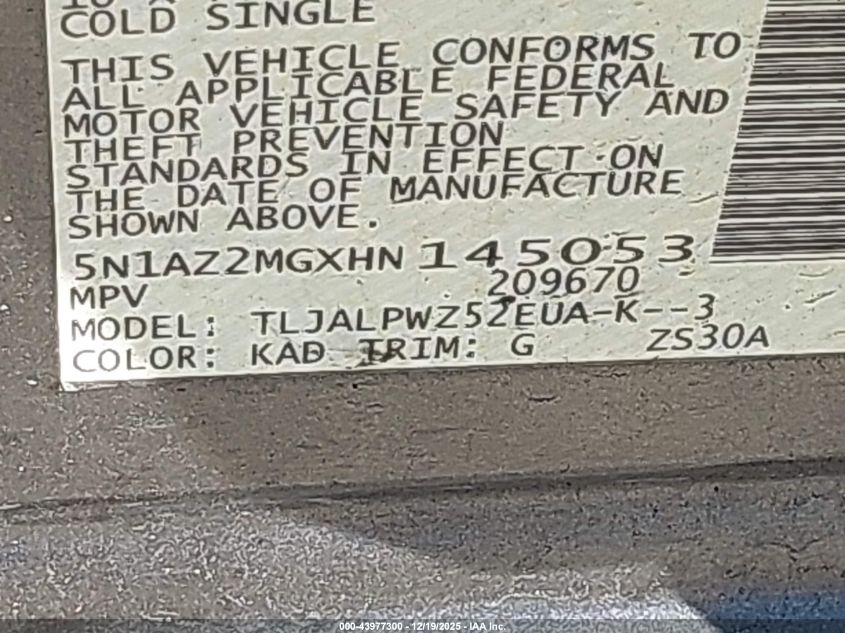 COLD SINGLE
THIS VEHICLE CONFORMS TO
ALL APPLICABLE FEDERAL
MOTOR VEHICLE SAFETY AND
THEFT PREVENTION
STANDARDS IN EFFECT ON
THE DATE OF MANUFACTURE
SHOWN ABOVE.
5N1AZ2MGXHN 145053
MPV 209670
MODEL: TLJALPWZ52EUA-K--3
COLOR: KAD TRIM: G ZS30A
000-43977300 - 12/19/2025 - IAA Inc.